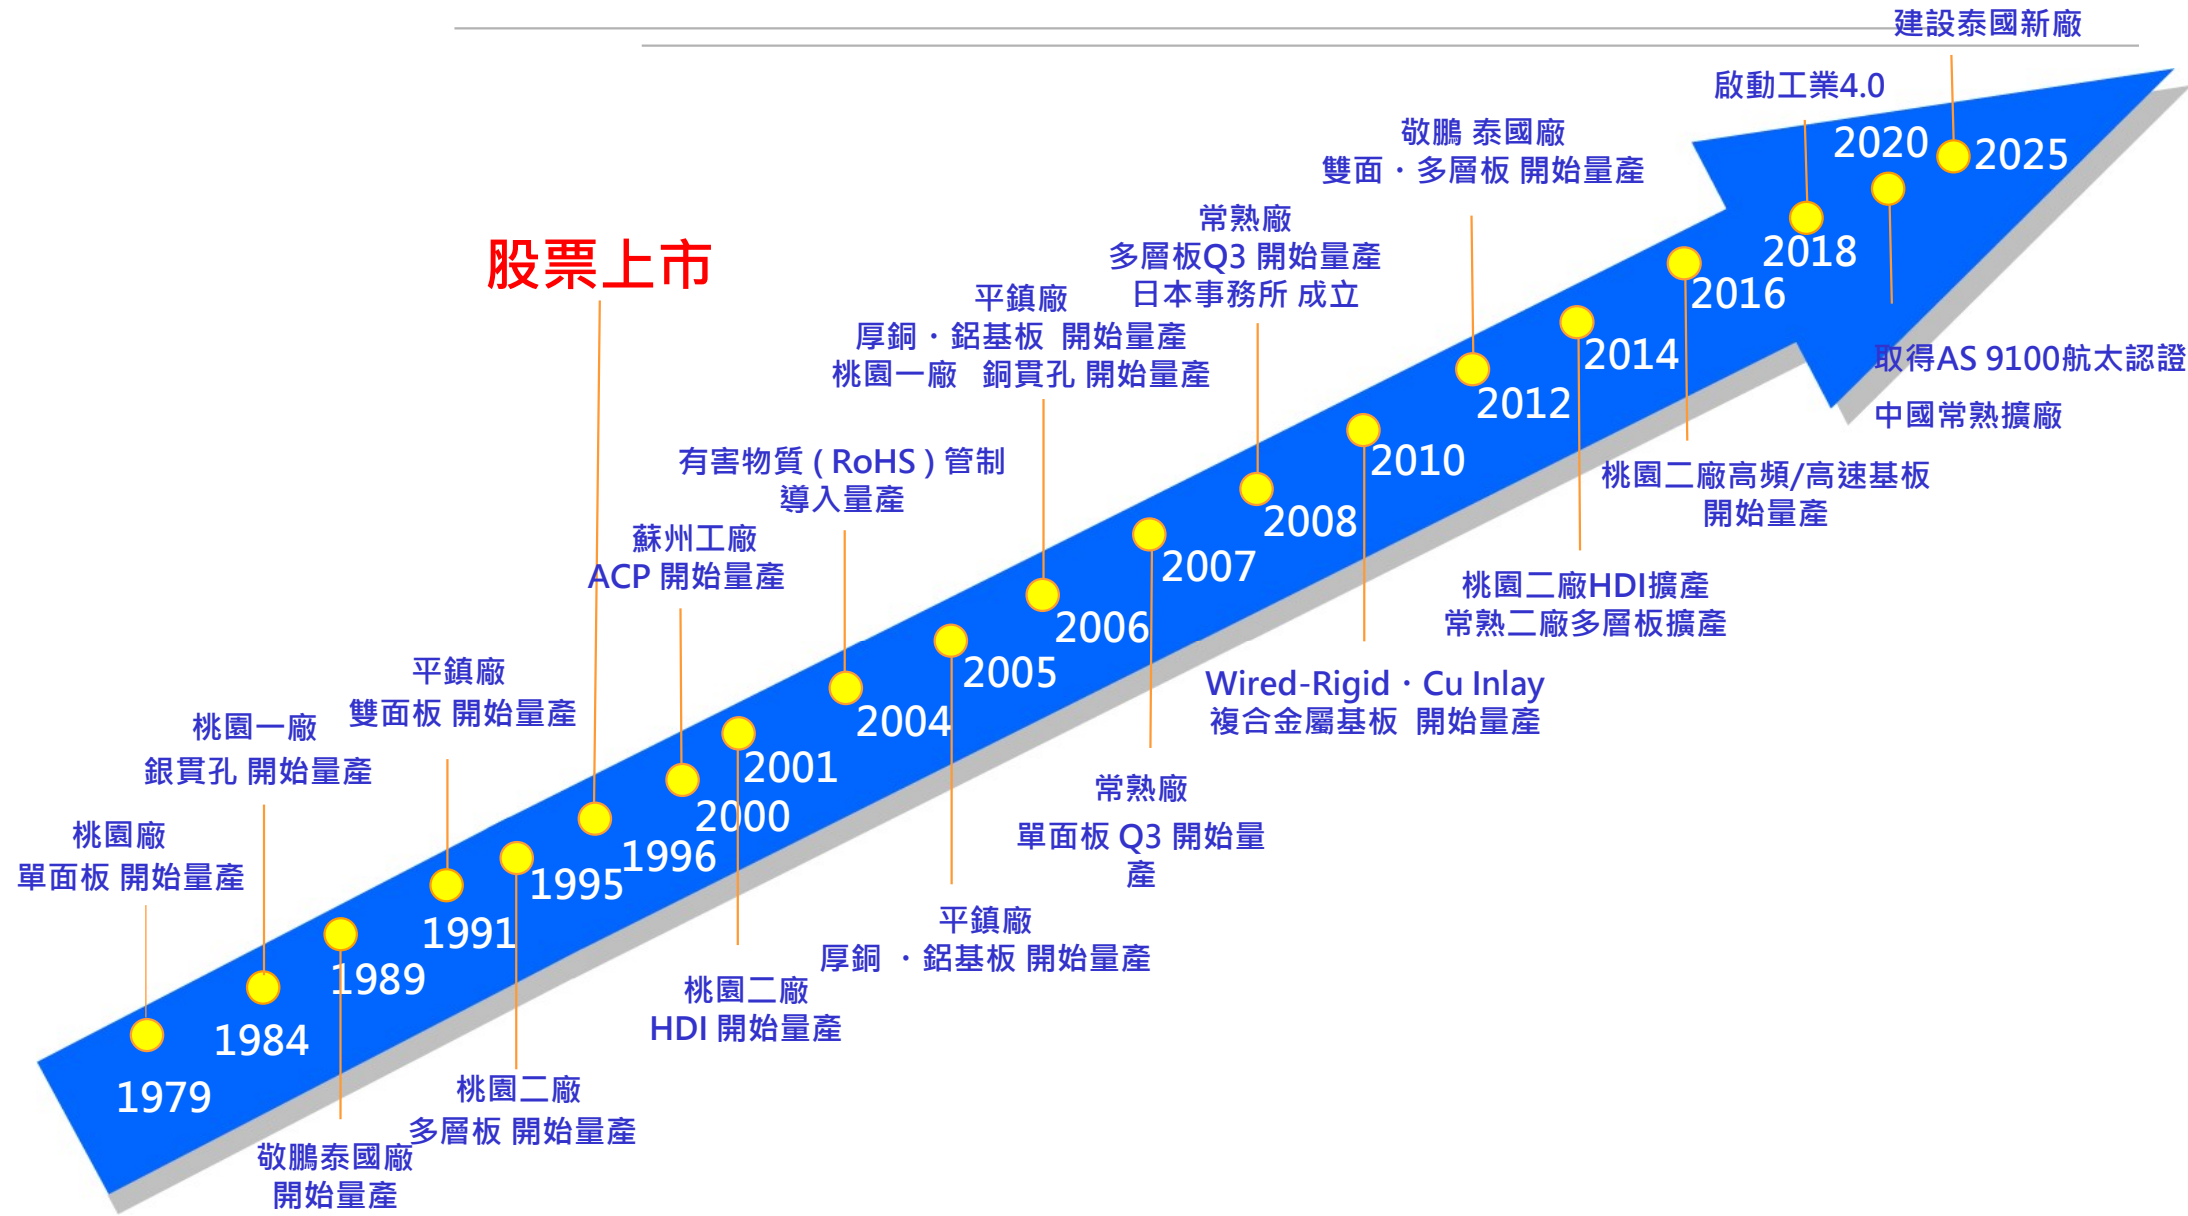 1979
桃園廠
單面板 開始量產
1984
桃園一廠
銀貫孔 開始量產
1989
敬鵬泰國廠
開始量產
1991
平鎮廠
雙面板 開始量產
1995
桃園二廠
多層板 開始量產
1996
股票上市
2000
蘇州工廠
ACP 開始量產
2001
桃園二廠
HDI 開始量產
2004
有害物質 ( RoHS ) 管制
導入量產
2005
平鎮廠
厚銅 ‧ 鋁基板 開始量產
2006
平鎮廠
厚銅‧鋁基板 開始量產
桃園一廠 銅貫孔 開始量產
2007
常熟廠
單面板 Q3 開始量
產
2008
常熟廠
多層板Q3 開始量產
日本事務所 成立
2010
Wired-Rigid‧Cu Inlay
複合金屬基板 開始量產
2012
敬鵬 泰國廠
雙面‧多層板 開始量產
2014
桃園二廠HDI擴產
常熟二廠多層板擴產
2016
桃園二廠高頻/高速基板
開始量產
2018
啟動工業4.0
2020
取得AS 9100航太認證
中國常熟擴廠
2025
建設泰國新廠